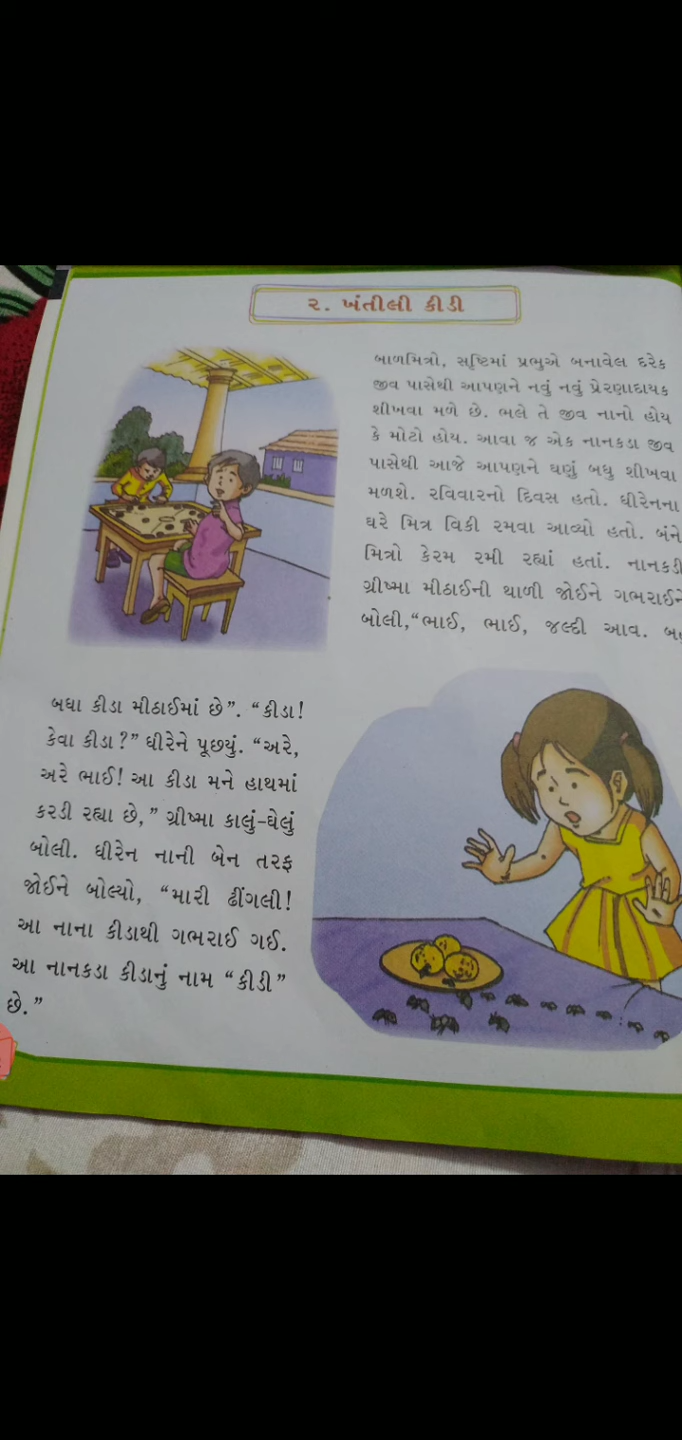 ૨. ખંતીલી કીડી
બાળમિત્રો, સૃષ્ટિમાં પ્રભુએ બનાવેલ દરેક
જીવ પાસેથી આપણને નવું નવું પ્રેરણાદાયક
શીખવા મળે છે. ભલે તે જીવ નાનો હોય
કે મોટો હોય. આવા જ એક નાનકડા જીવ
પાસેથી આજે આપણને ઘણું બધુ શીખવા
મળશે. રવિવારનો દિવસ હતો. ધીરેનના
ઘરે મિત્ર વિકી રમવા આવ્યો હતો. બંને
મિત્રો કેરમ રમી રહ્યાં હતાં. નાનકડી
ગ્રીષ્મા મીઠાઈની થાળી જોઈને ગભરાઈને
બોલી,“ભાઈ, ભાઈ, જલ્દી આવ.
બધા કીડા મીઠાઈમાં છે”. “કીડા!
કેવા કીડા?” ધીરેને પૂછયું. “અરે,
અરે ભાઈ! આ કીડા મને હાથમાં
કરડી રહ્યા છે,” ગ્રીષ્મા કાલું-ઘેલું
બોલી. ધીરેન નાની બેન તરફ
જોઈને બોલ્યો, “મારી ઢીંગલી!
આ નાના કીડાથી ગભરાઈ ગઈ.
આ નાનકડા કીડાનું નામ “કીડી”
છે.”